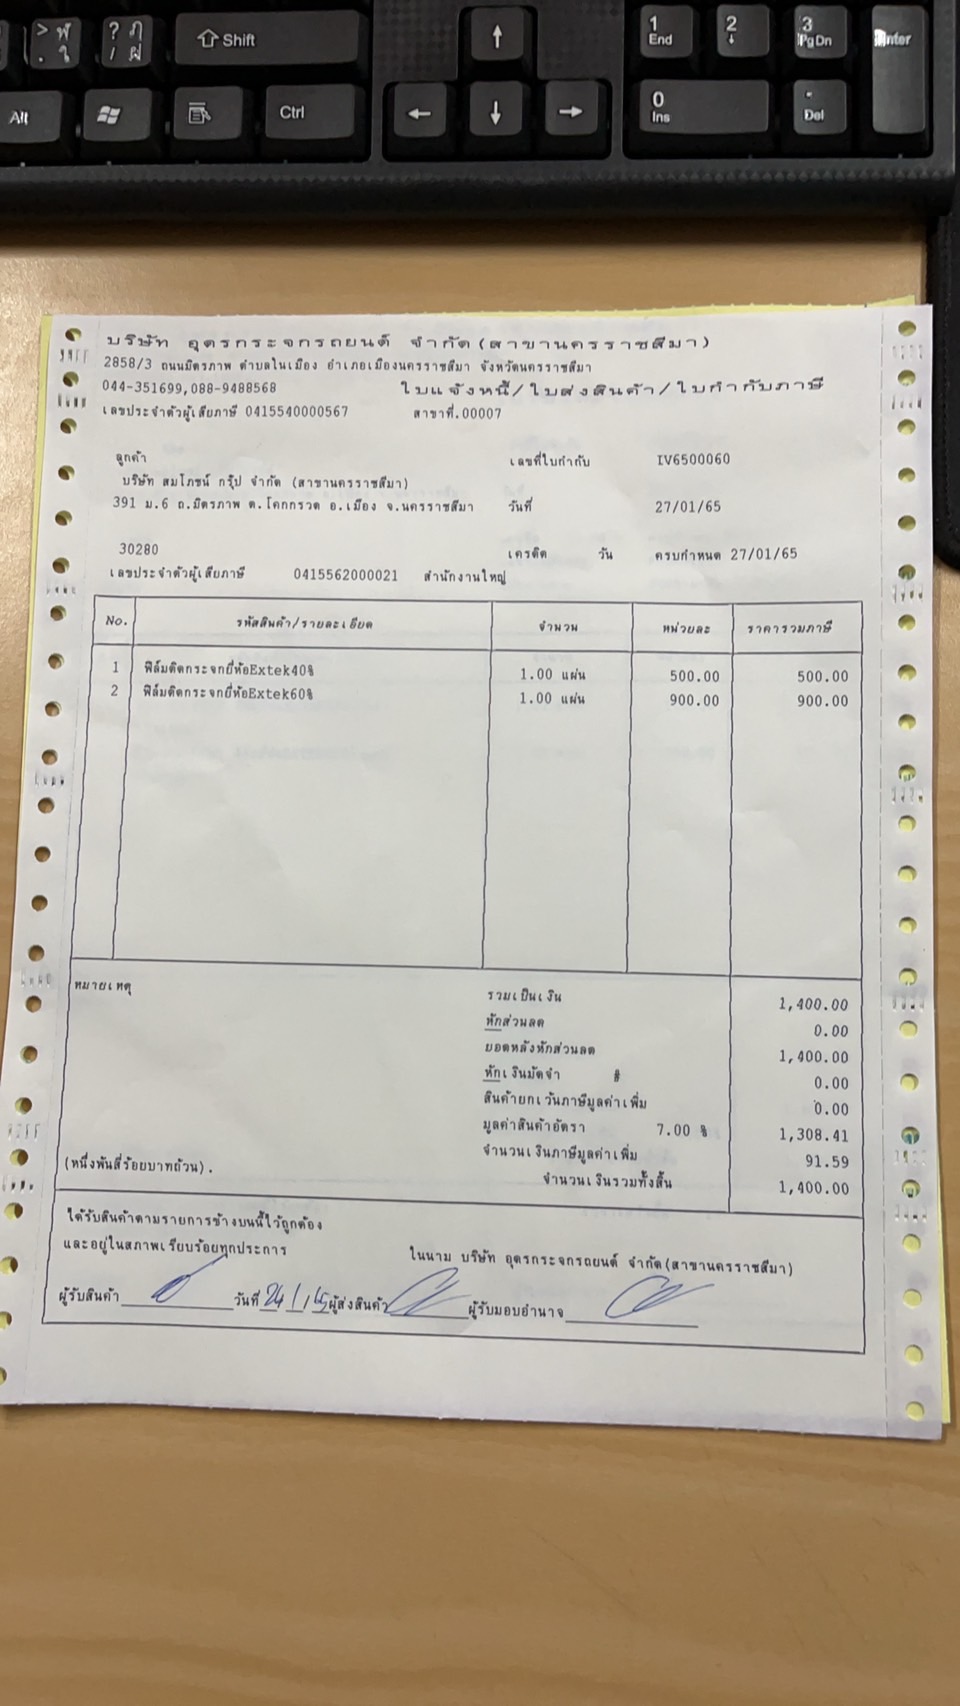 > ฟ
. ใ
? ฦ
/ ฝ
Shift
1
End
2
3
PgDn
Enter
Alt
Ctrl
0
Ins
.
Del
บริษัท อุดรกระจกรถยนต์ จำกัด(สาขานครราชสีมา)
2858/3 ถนนมิตรภาพ ตำบลในเมือง อำเภอเมืองนครราชสีมา จังหวัดนครราชสีมา
044-351699,088-9488568 ใบแจ้งหนี้/ใบส่งสินค้า/ใบกำกับภาษี
เลขประจำตัวผู้เสียภาษี 0415540000567 สาขาที่.00007
ลูกค้า เลขที่ใบกำกับ IV6500060
บริษัท สมโภชน์ กรุ๊ป จำกัด (สาขานครราชสีมา)
391 ม.6 ถ.มิตรภาพ ต.โคกกรวด อ.เมือง จ.นครราชสีมา วันที่ 27/01/65
30280 เครดิต วัน ครบกำหนด 27/01/65
เลขประจำตัวผู้เสียภาษี 0415562000021 สำนักงานใหญ่
No. รหัสสินค้า/รายละเอียด จำนวน หน่วยละ ราคารวมภาษี
1 ฟิล์มติดกระจกยี่ห้อExtek40% 1.00 แผ่น 500.00 500.00
2 ฟิล์มติดกระจกยี่ห้อExtek60% 1.00 แผ่น 900.00 900.00
หมายเหตุ รวมเป็นเงิน 1,400.00
หักส่วนลด 0.00
ยอดหลังหักส่วนลด 1,400.00
หักเงินมัดจำ % 0.00
สินค้ายกเว้นภาษีมูลค่าเพิ่ม 0.00
มูลค่าสินค้าอัตรา 7.00 % 1,308.41
จำนวนเงินภาษีมูลค่าเพิ่ม 91.59
(หนึ่งพันสี่ร้อยบาทถ้วน). จำนวนเงินรวมทั้งสิ้น 1,400.00
ได้รับสินค้าตามรายการข้างบนนี้ไว้ถูกต้อง
และอยู่ในสภาพเรียบร้อยทุกประการ ในนาม บริษัท อุดรกระจกรถยนต์ จำกัด(สาขานครราชสีมา)
ผู้รับสินค้า วันที่ 24/1/65 ผู้ส่งสินค้า ผู้รับมอบอำนาจ